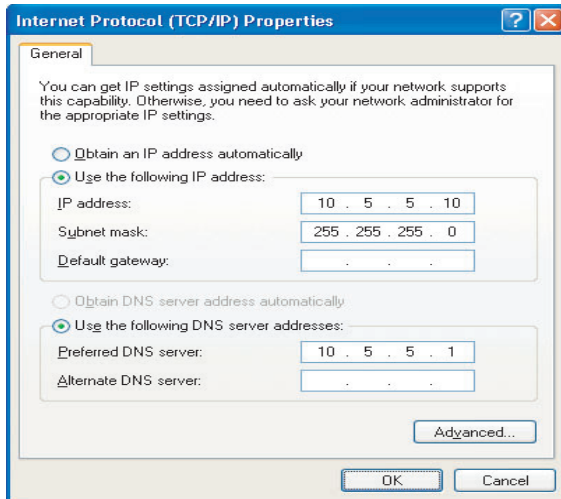 Internet Protocol (TCP/IP) Properties
General
You can get IP settings assigned automatically if your network supports
this capability. Otherwise, you need to ask your network administrator for
the appropriate IP settings.
Obtain an IP address automatically
Use the following IP address:
IP address: 10 . 5 . 5 . 10
Subnet mask: 255 . 255 . 255 . 0
Default gateway: . . .
Obtain DNS server address automatically
Use the following DNS server addresses:
Preferred DNS server: 10 . 5 . 5 . 1
Alternate DNS server: . . .
Advanced...
OK Cancel